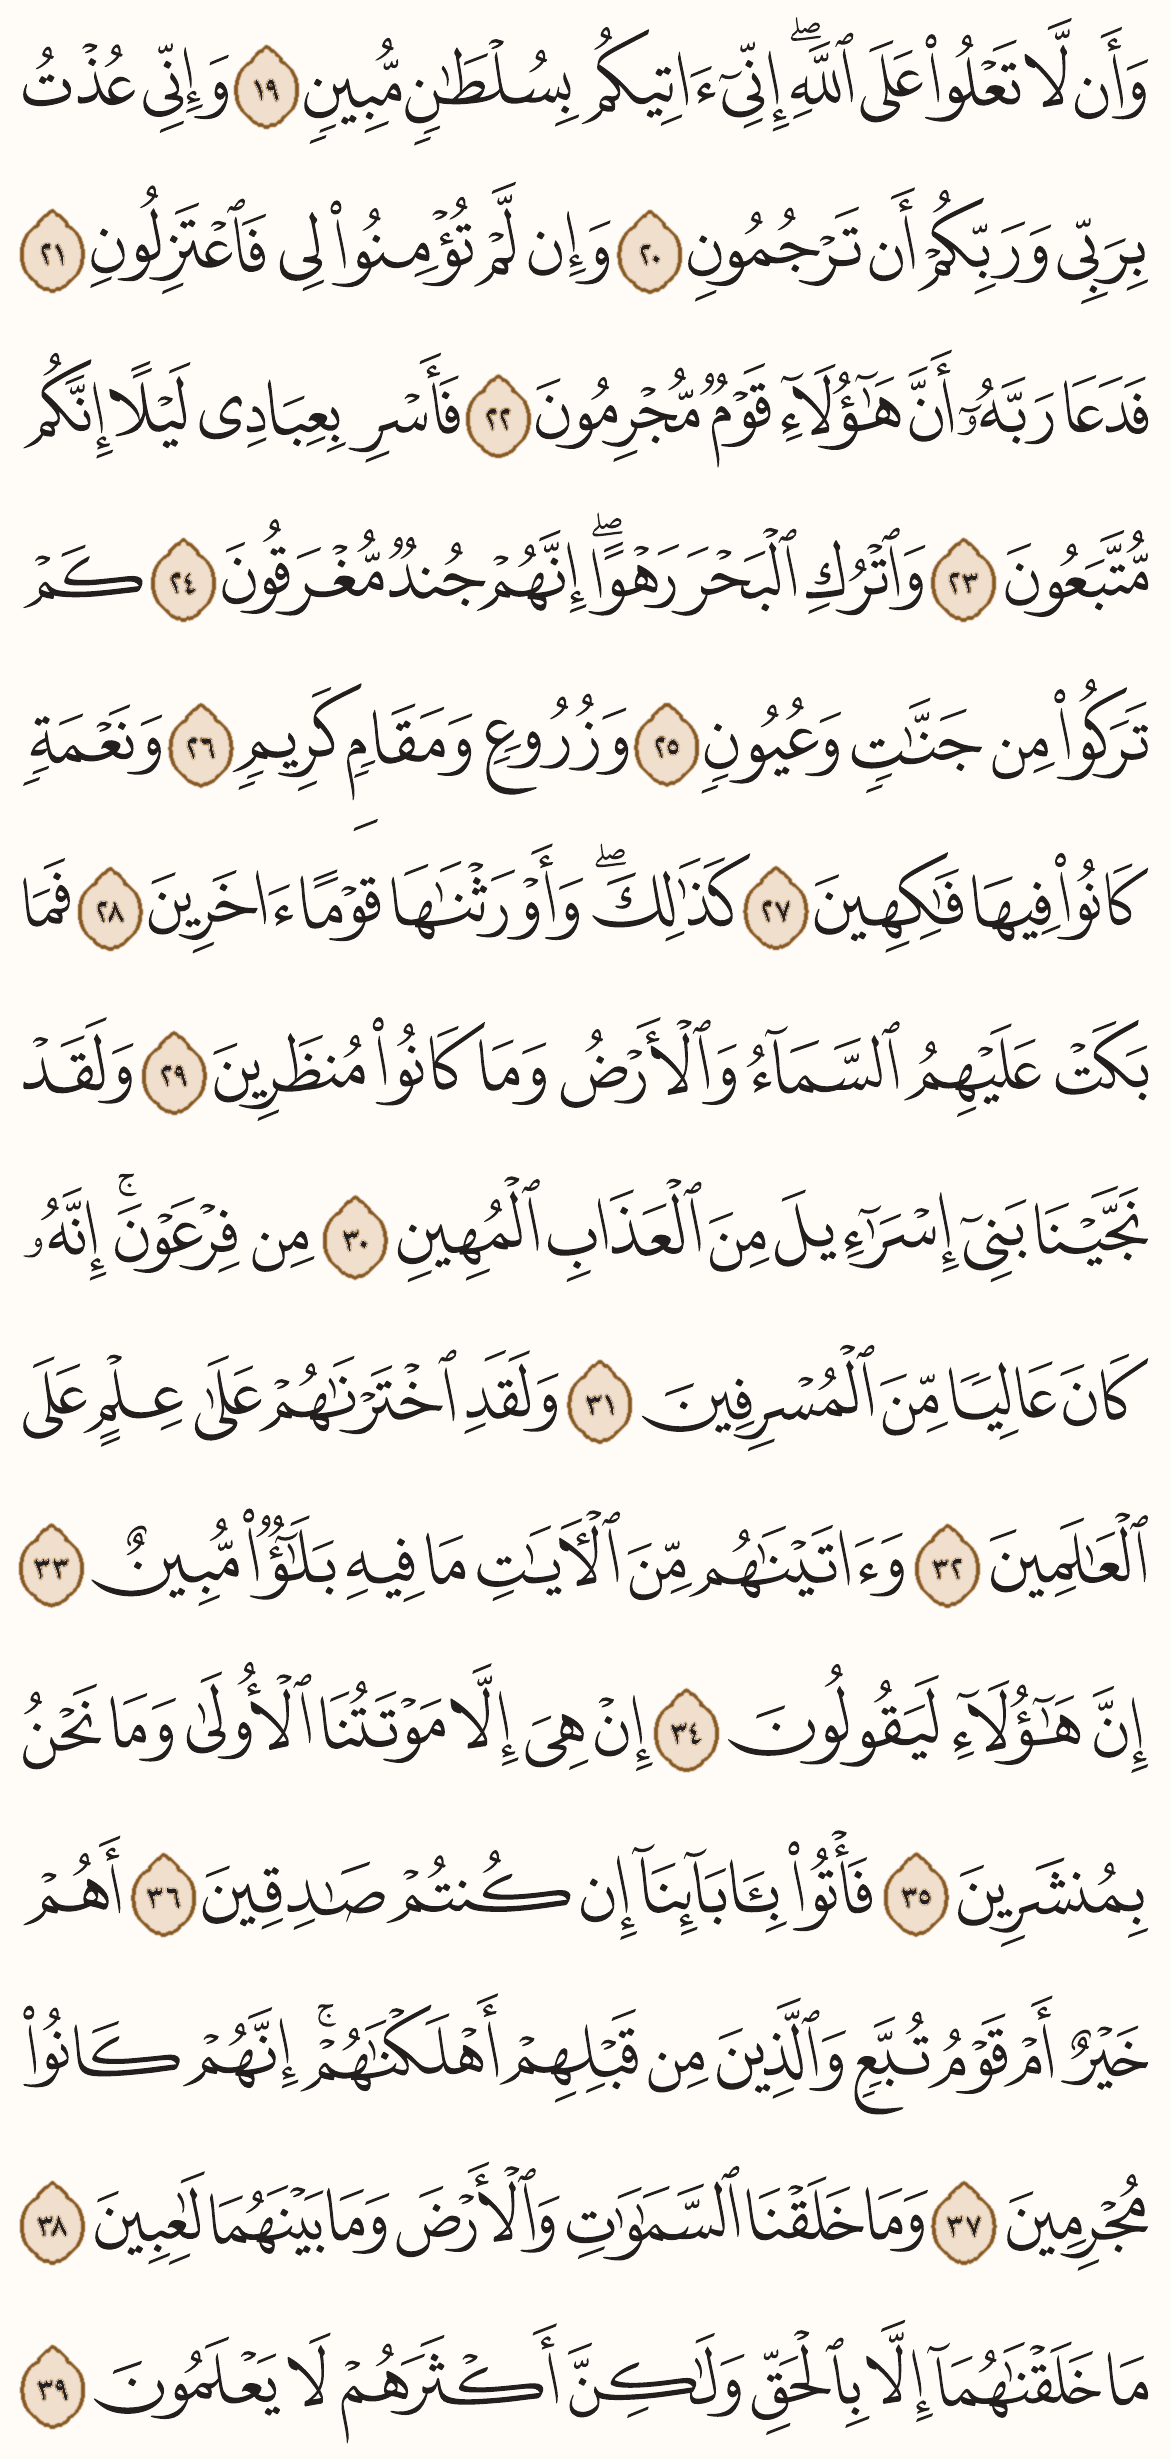 وَأَن لَّا تَعۡلُواْ عَلَى ٱللَّهِۖ إِنِّيٓ ءَاتِيكُم بِسُلۡطَٰنٖ مُّبِينٖ ١٩ وَإِنِّي عُذۡتُ
بِرَبِّي وَرَبِّكُمۡ أَن تَرۡجُمُونِ ٢٠ وَإِن لَّمۡ تُؤۡمِنُواْ لِي فَٱعۡتَزِلُونِ ٢١
فَدَعَا رَبَّهُۥٓ أَنَّ هَٰٓؤُلَآءِ قَوۡمٞ مُّجۡرِمُونَ ٢٢ فَأَسۡرِ بِعِبَادِي لَيۡلًا إِنَّكُم
مُّتَّبَعُونَ ٢٣ وَٱتۡرُكِ ٱلۡبَحۡرَ رَهۡوًاۖ إِنَّهُمۡ جُندٞ مُّغۡرَقُونَ ٢٤ كَمۡ
تَرَكُواْ مِن جَنَّٰتٖ وَعُيُونٖ ٢٥ وَزُرُوعٖ وَمَقَامٖ كَرِيمٖ ٢٦ وَنَعۡمَةٖ
كَانُواْ فِيهَا فَٰكِهِينَ ٢٧ كَذَٰلِكَۖ وَأَوۡرَثۡنَٰهَا قَوۡمًا ءَاخَرِينَ ٢٨ فَمَا
بَكَتۡ عَلَيۡهِمُ ٱلسَّمَآءُ وَٱلۡأَرۡضُ وَمَا كَانُواْ مُنظَرِينَ ٢٩ وَلَقَدۡ
نَجَّيۡنَا بَنِيٓ إِسۡرَٰٓءِيلَ مِنَ ٱلۡعَذَابِ ٱلۡمُهِينِ ٣٠ مِن فِرۡعَوۡنَۚ إِنَّهُۥ
كَانَ عَالِيٗا مِّنَ ٱلۡمُسۡرِفِينَ ٣١ وَلَقَدِ ٱخۡتَرۡنَٰهُمۡ عَلَىٰ عِلۡمٍ عَلَى
ٱلۡعَٰلَمِينَ ٣٢ وَءَاتَيۡنَٰهُم مِّنَ ٱلۡأٓيَٰتِ مَا فِيهِ بَلَٰٓؤٞاْ مُّبِينٌ ٣٣
إِنَّ هَٰٓؤُلَآءِ لَيَقُولُونَ ٣٤ إِنۡ هِيَ إِلَّا مَوۡتَتُنَا ٱلۡأُولَىٰ وَمَا نَحۡنُ
بِمُنشَرِينَ ٣٥ فَأۡتُواْ بِـَٔابَآئِنَآ إِن كُنتُمۡ صَٰدِقِينَ ٣٦ أَهُمۡ
خَيۡرٌ أَمۡ قَوۡمُ تُبَّعٖ وَٱلَّذِينَ مِن قَبۡلِهِمۡ أَهۡلَكۡنَٰهُمۡۚ إِنَّهُمۡ كَانُواْ
مُجۡرِمِينَ ٣٧ وَمَا خَلَقۡنَا ٱلسَّمَٰوَٰتِ وَٱلۡأَرۡضَ وَمَا بَيۡنَهُمَا لَٰعِبِينَ ٣٨
مَا خَلَقۡنَٰهُمَآ إِلَّا بِٱلۡحَقِّ وَلَٰكِنَّ أَكۡثَرَهُمۡ لَا يَعۡلَمُونَ ٣٩